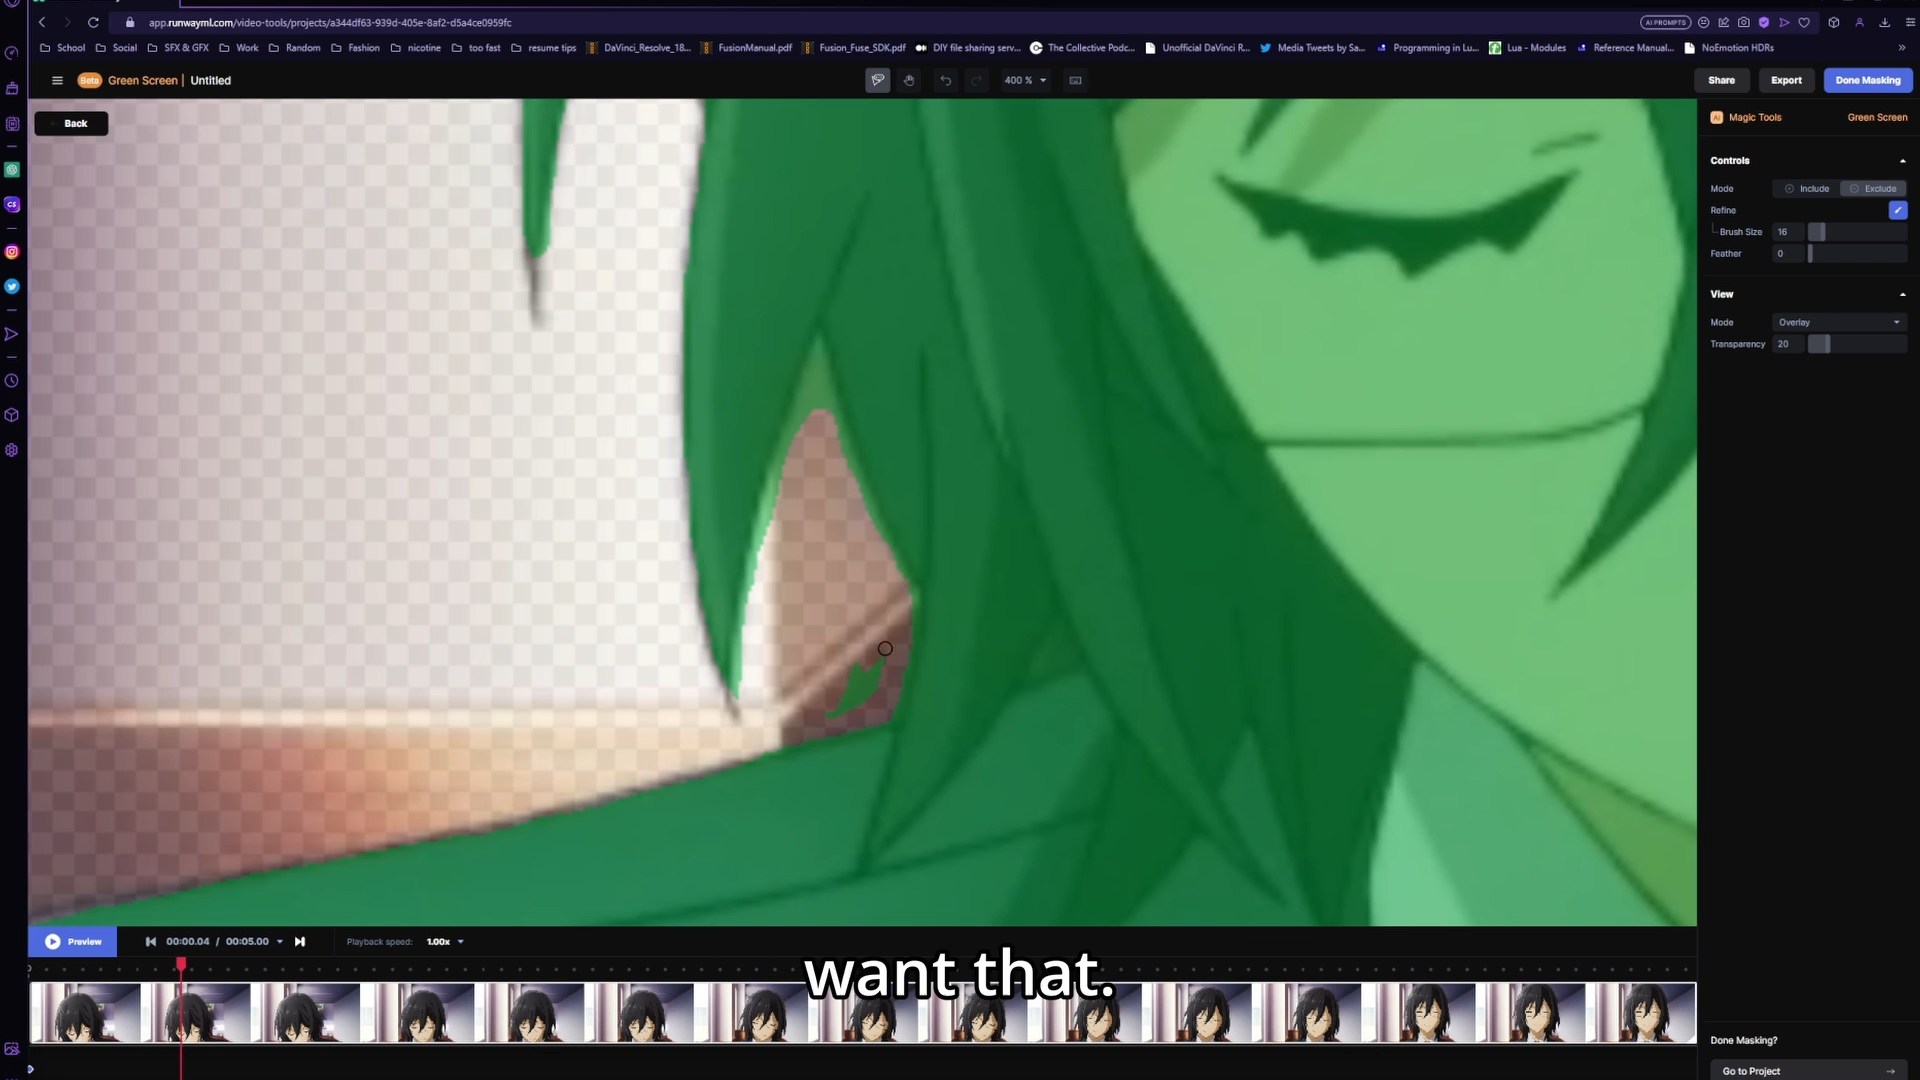 app.runwayml.com/video-tools/projects/a344df63-939d-405e-8af2-d5a4ce0959fc
AI PROMPTS
School Social SFX & GFX Work Random Fashion nicotine too fast resume tips DaVinci_Resolve_18... FusionManual.pdf Fusion_Fuse_SDK.pdf DIY file sharing serv... The Collective Podc... Unofficial DaVinci R... Media Tweets by Sa... Programming in Lu... Lua - Modules Reference Manual... NoEmotion HDRs »
Beta Green Screen | Untitled
400 %
Share Export Done Masking
Back
AI Magic Tools Green Screen
Controls
Mode Include Exclude
Refine
Brush Size 16
Feather 0
View
Mode Overlay
Transparency 20
Preview 00:00.04 / 00:05.00 Playback speed: 1.00x
want that.
Done Masking?
Go to Project →